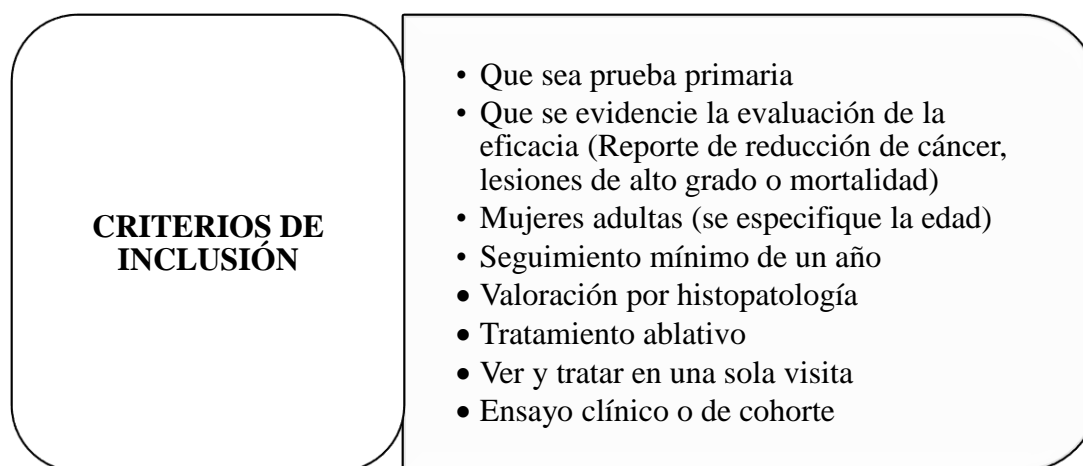 CRITERIOS DE
INCLUSIÓN
• Que sea prueba primaria
• Que se evidencie la evaluación de la
eficacia (Reporte de reducción de cáncer,
lesiones de alto grado o mortalidad)
• Mujeres adultas (se especifique la edad)
• Seguimiento mínimo de un año
• Valoración por histopatología
• Tratamiento ablativo
• Ver y tratar en una sola visita
• Ensayo clínico o de cohorte